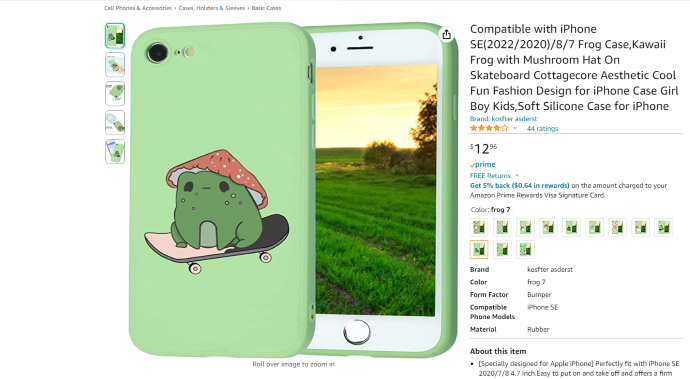 Cell Phones & Accessories › Cases, Holsters & Sleeves › Basic Cases
Compatible with iPhone
SE(2022/2020)/8/7 Frog Case,Kawaii
Frog with Mushroom Hat On
Skateboard Cottagecore Aesthetic Cool
Fun Fashion Design for iPhone Case Girl
Boy Kids,Soft Silicone Case for iPhone
Brand: kosfter asderst
44 ratings
$12 96
prime
FREE Returns
Get 5% back ($0.64 in rewards) on the amount charged to your
Amazon Prime Rewards Visa Signature Card.
Color: frog 7
Brand kosfter asderst
Color frog 7
Form Factor Bumper
Compatible iPhone SE
Phone Models
Material Rubber
About this item
• [Specially designed for Apple iPhone] Perfectly fit with iPhone SE
2020/7/8 4.7 inch.Easy to put on and take off and offers a firm
Roll over image to zoom in